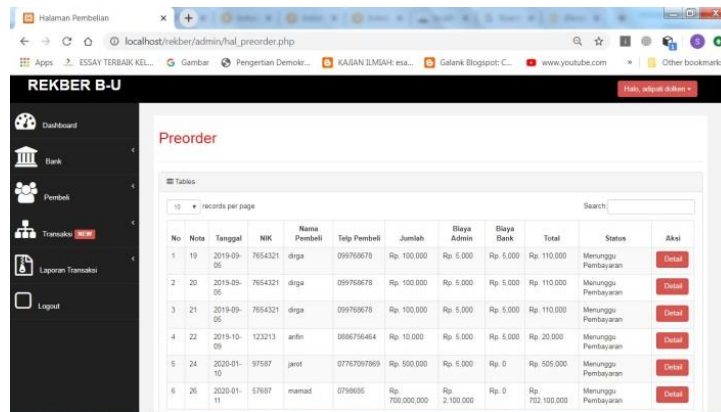 Halaman Pembelian
localhost/rekber/admin/hal_preorder.php
Apps ESSAY TERBAIK KEL... Gambar Pengertian Demokr... KAJIAN ILMIAH: esa... Galank Blogspot: C... www.youtube.com » Other bookmark
REKBER B-U
Halo, adipati dolken
Dashboard
Bank
Pembeli
Transaksi NEW
Laporan Transaksi
Logout
Preorder
Tables
10 records per page Search:
No Nota Tanggal NIK Nama Pembeli Telp Pembeli Jumlah Biaya Admin Biaya Bank Total Status Aksi
1 19 2019-09-05 7654321 dirga 099768678 Rp. 100,000 Rp. 5,000 Rp. 5,000 Rp. 110,000 Menunggu Pembayaran Detail
2 20 2019-09-05 7654321 dirga 099768678 Rp. 100,000 Rp. 5,000 Rp. 5,000 Rp. 110,000 Menunggu Pembayaran Detail
3 21 2019-09-05 7654321 dirga 099768678 Rp. 100,000 Rp. 5,000 Rp. 5,000 Rp. 110,000 Menunggu Pembayaran Detail
4 22 2019-10-09 123213 arifin 0886756464 Rp. 10,000 Rp. 5,000 Rp. 5,000 Rp. 20,000 Menunggu Pembayaran Detail
5 24 2020-01-10 97587 jarot 07767097869 Rp. 500,000 Rp. 5,000 Rp. 0 Rp. 505,000 Menunggu Pembayaran Detail
6 26 2020-01-11 57687 mamad 0798685 Rp. 700,000,000 Rp. 2,100,000 Rp. 0 Rp. 702,100,000 Menunggu Pembayaran Detail